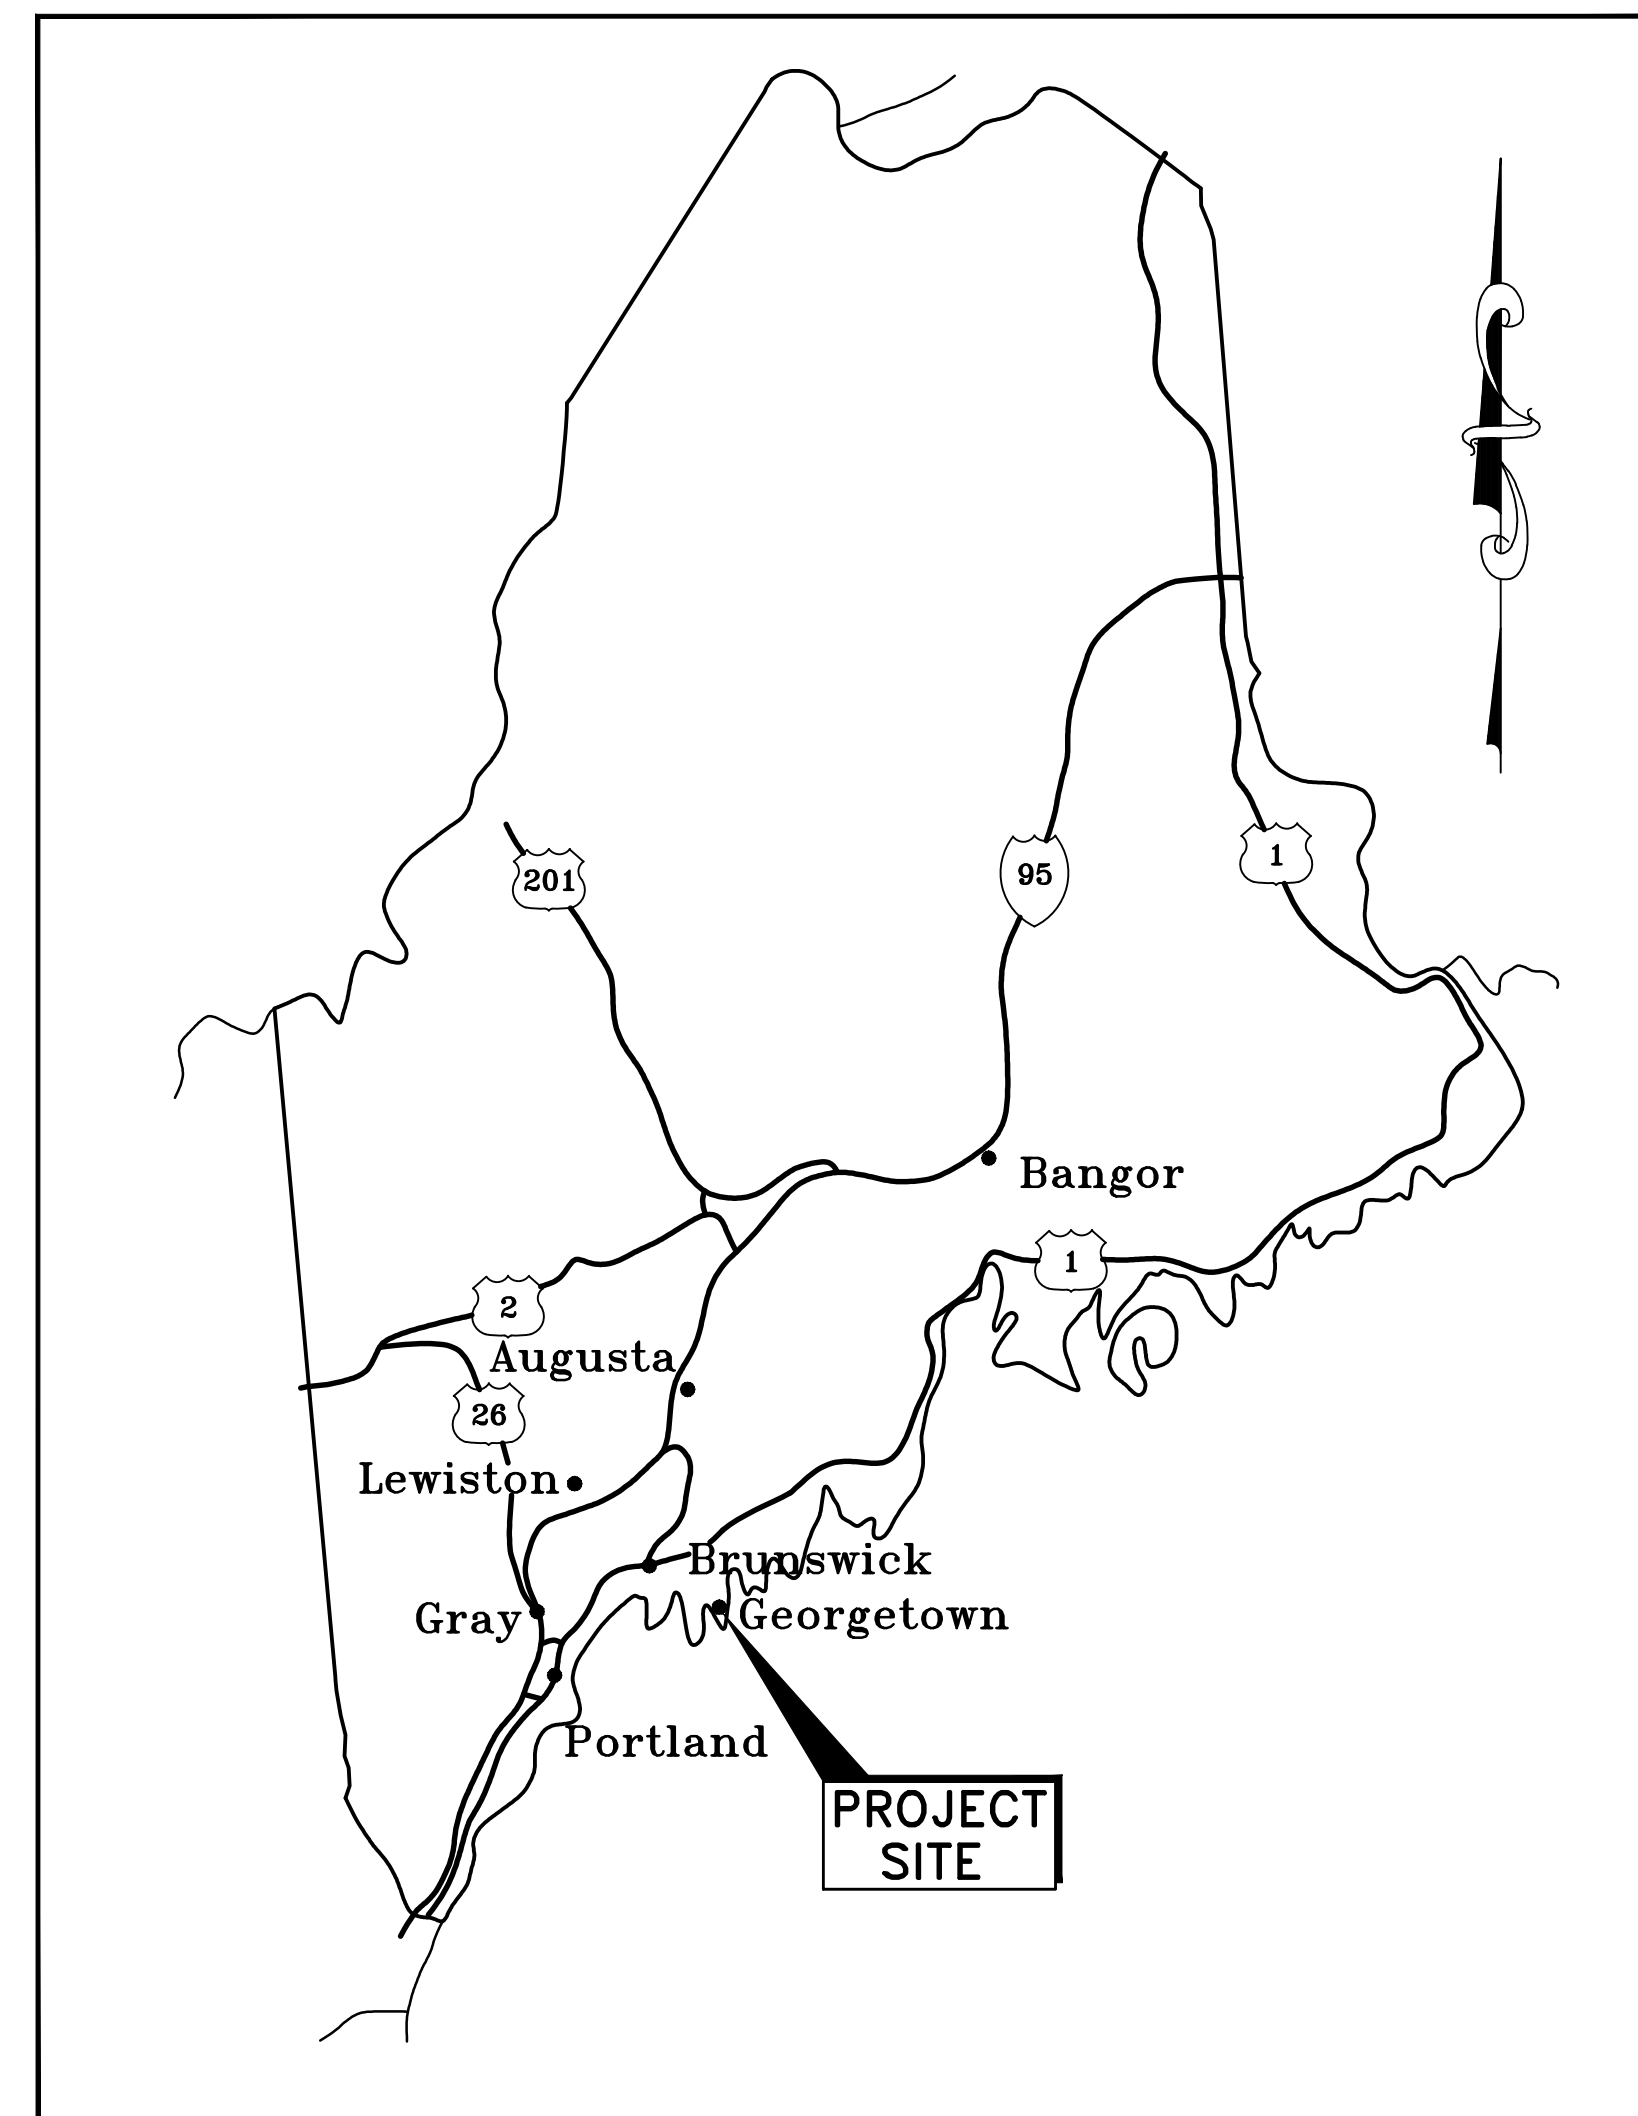 1
201
95
Bangor
1
2
Augusta
26
Lewiston
Brunswick
Gray
Georgetown
Portland
PROJECT
SITE